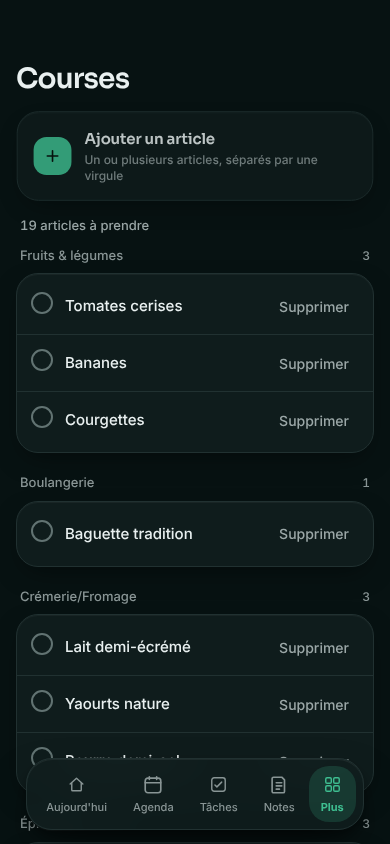 Courses
Ajouter un article
Un ou plusieurs articles, séparés par une
virgule
19 articles à prendre
Fruits & légumes 3
Tomates cerises Supprimer
Bananes Supprimer
Courgettes Supprimer
Boulangerie 1
Baguette tradition Supprimer
Crémerie/Fromage 3
Lait demi-écrémé Supprimer
Yaourts nature Supprimer
3
Aujourd'hui
Agenda
Tâches
Notes
Plus